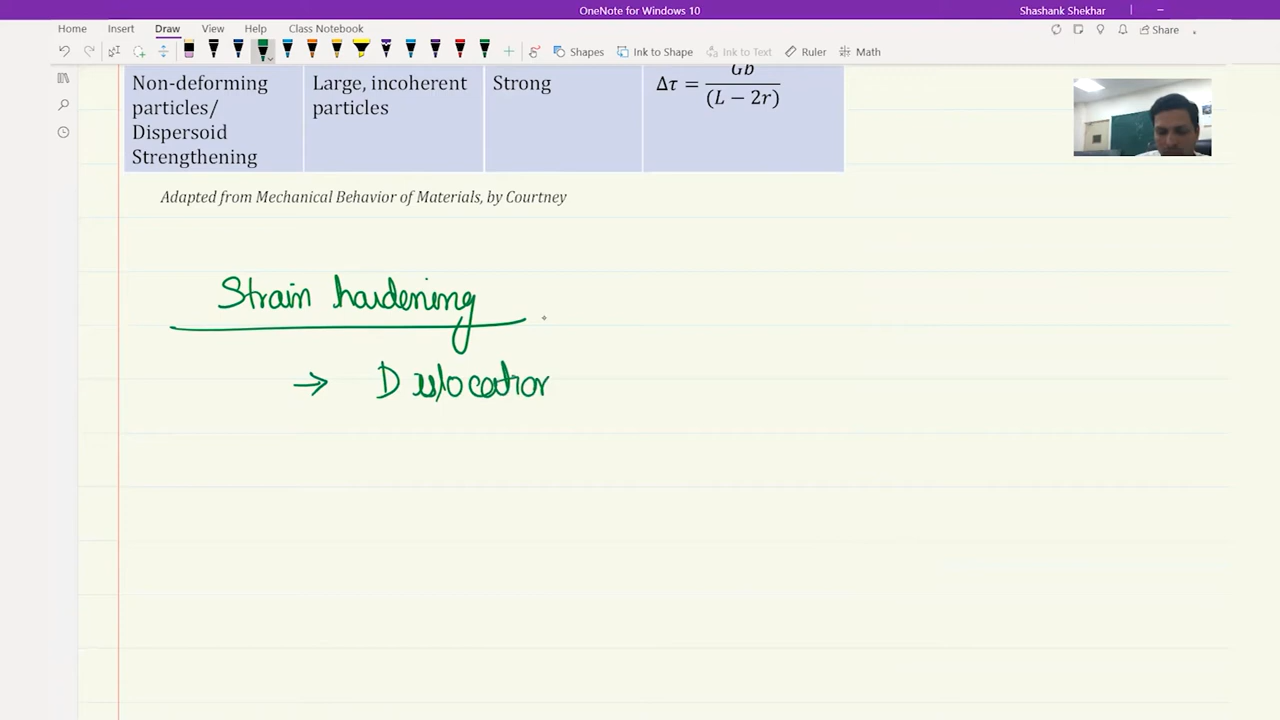 OneNote for Windows 10
Shashank Shekhar
Home Insert Draw View Help Class Notebook
Share
Shapes Ink to Shape Ink to Text Ruler Math
Non-deforming particles/ Dispersoid Strengthening
Large, incoherent particles
Strong
Δτ = Gb / (L − 2r)
Adapted from Mechanical Behavior of Materials, by Courtney
Strain hardening
→ Dislocation